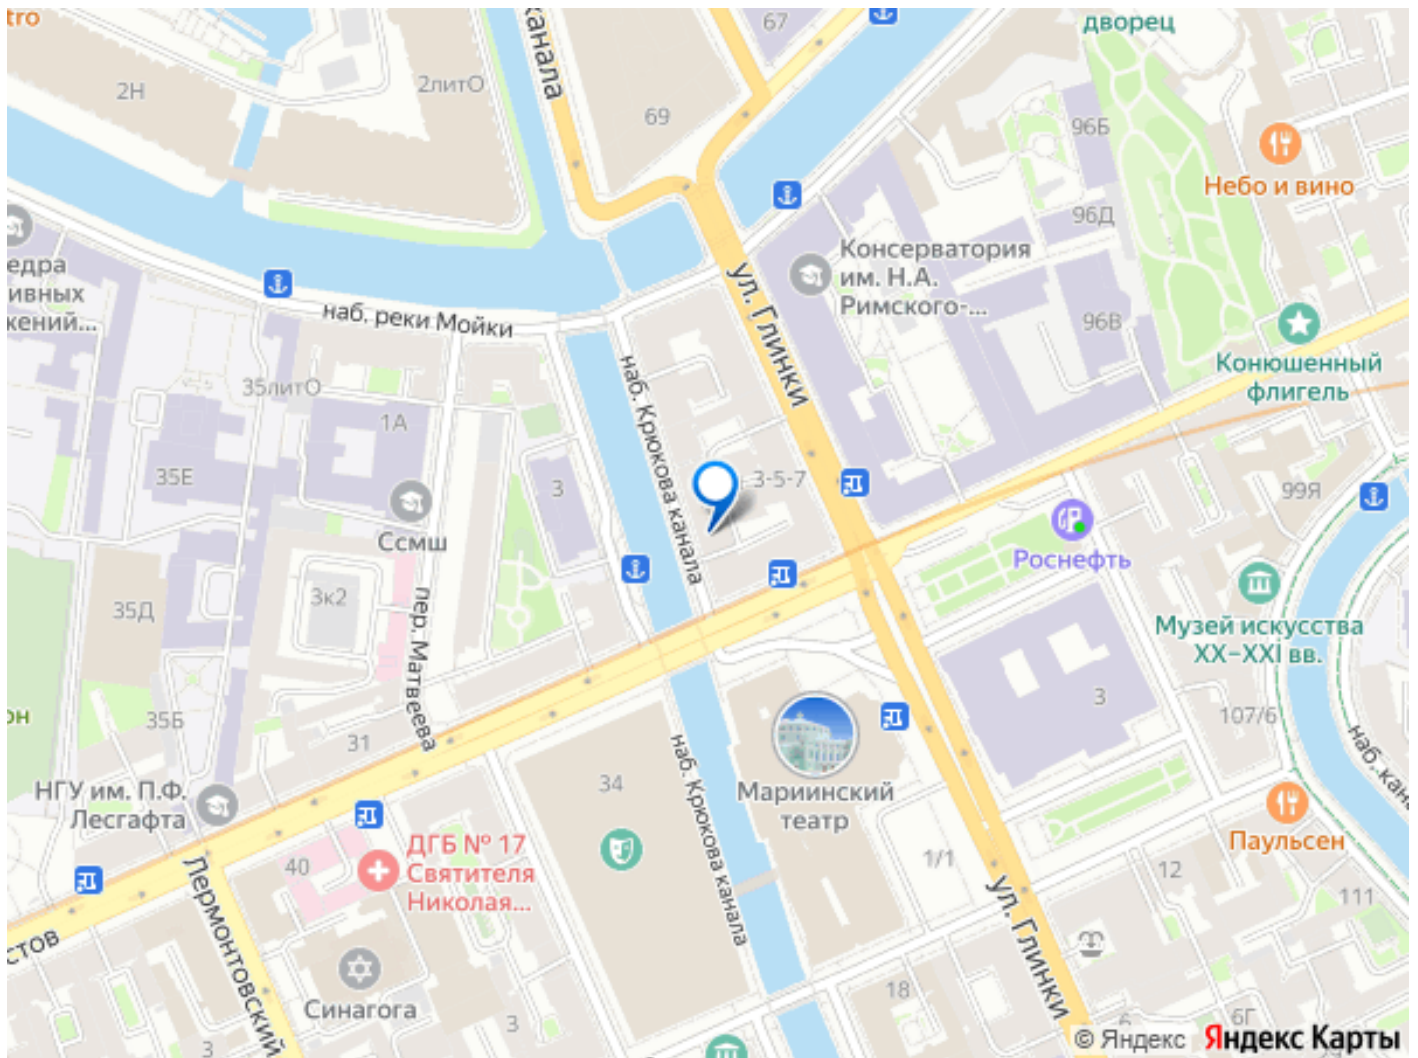 tro
2Н
2литО
канала
67
69
дворец
96Б
Небо и вино
96Д
Консерватория
им. Н.А.
Римского-...
едра
ивных
жений...
наб. реки Мойки
ул. Глинки
96В
Конюшенный
флигель
35литО
1А
наб. Крюкова канала
35Е
3
3-5-7
99Я
Ссмш
Роснефть
3к2
35Д
пер. Матвеева
Музей искусства
XX–XXI вв.
он
35Б
31
3
107/6
наб. кана
НГУ им. П.Ф.
Лесгафта
34
наб. Крюкова канала
Мариинский
театр
Паульсен
ДГБ № 17
Святителя
Николая...
40
1/1
12
111
Лермонтовский
стов
ул. Глинки
Синагога
18
3
3
6
6Г
© Яндекс Яндекс Карты